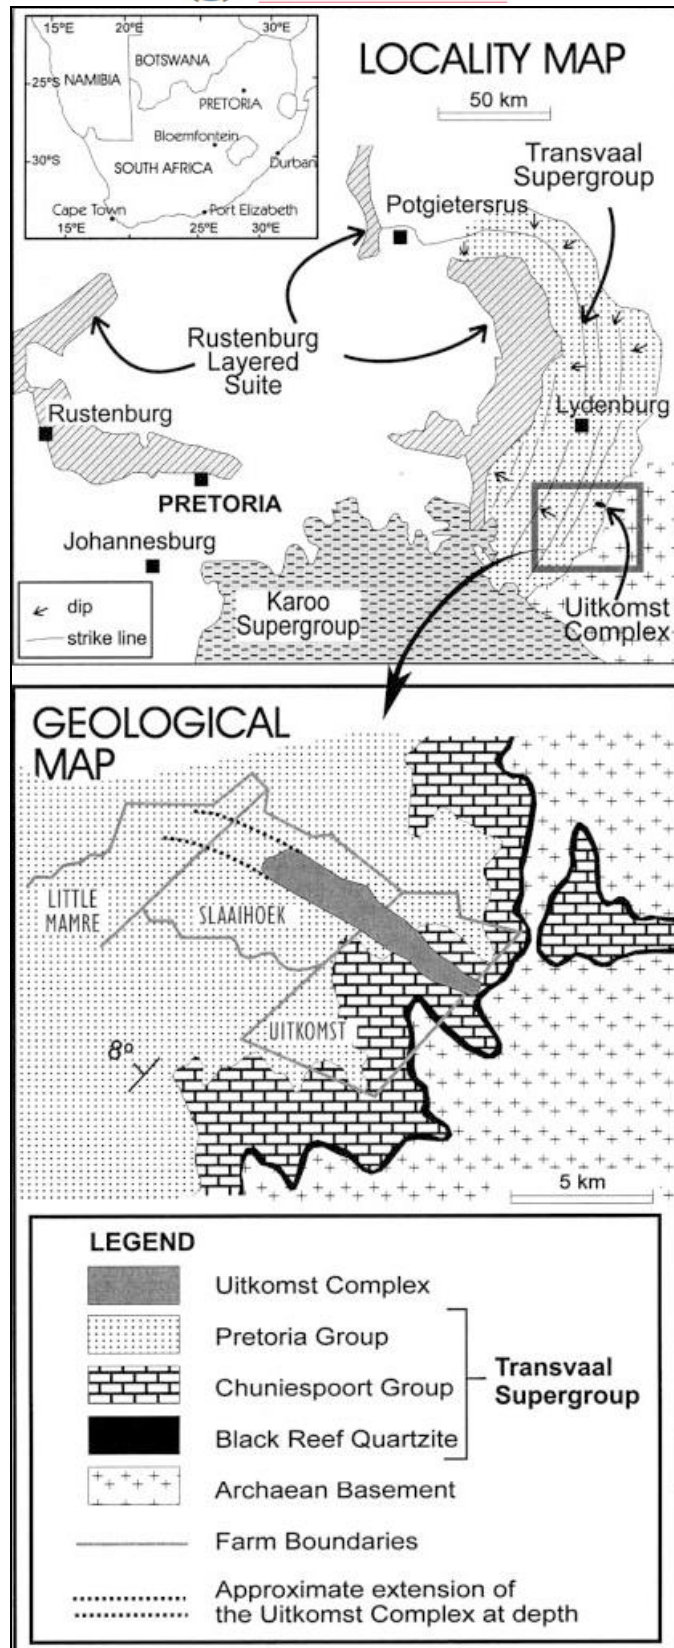 15°S
20°E
25°E
30°E
BOTSWANA
NAMIBIA
25°S
25°S
PRETORIA
Bloemfontein
30°S
SOUTH AFRICA
Durban
Cape Town
Port Elizabeth
15°E
25°E
30°E
LOCALITY MAP
50 km
Transvaal
Supergroup
Potgietersrus
Rustenburg
Layered
Suite
Rustenburg
Lydenburg
PRETORIA
Johannesburg
Karoo
Supergroup
Uitkomst
Complex
dip
strike line
GEOLOGICAL
MAP
LITTLE
MAMRE
SLAAIHOEK
UITKOMST
8°
5 km
LEGEND
Uitkomst Complex
Pretoria Group
Chuniespoort Group
Black Reef Quartzite
Transvaal
Supergroup
Archaean Basement
Farm Boundaries
Approximate extension of
the Uitkomst Complex at depth